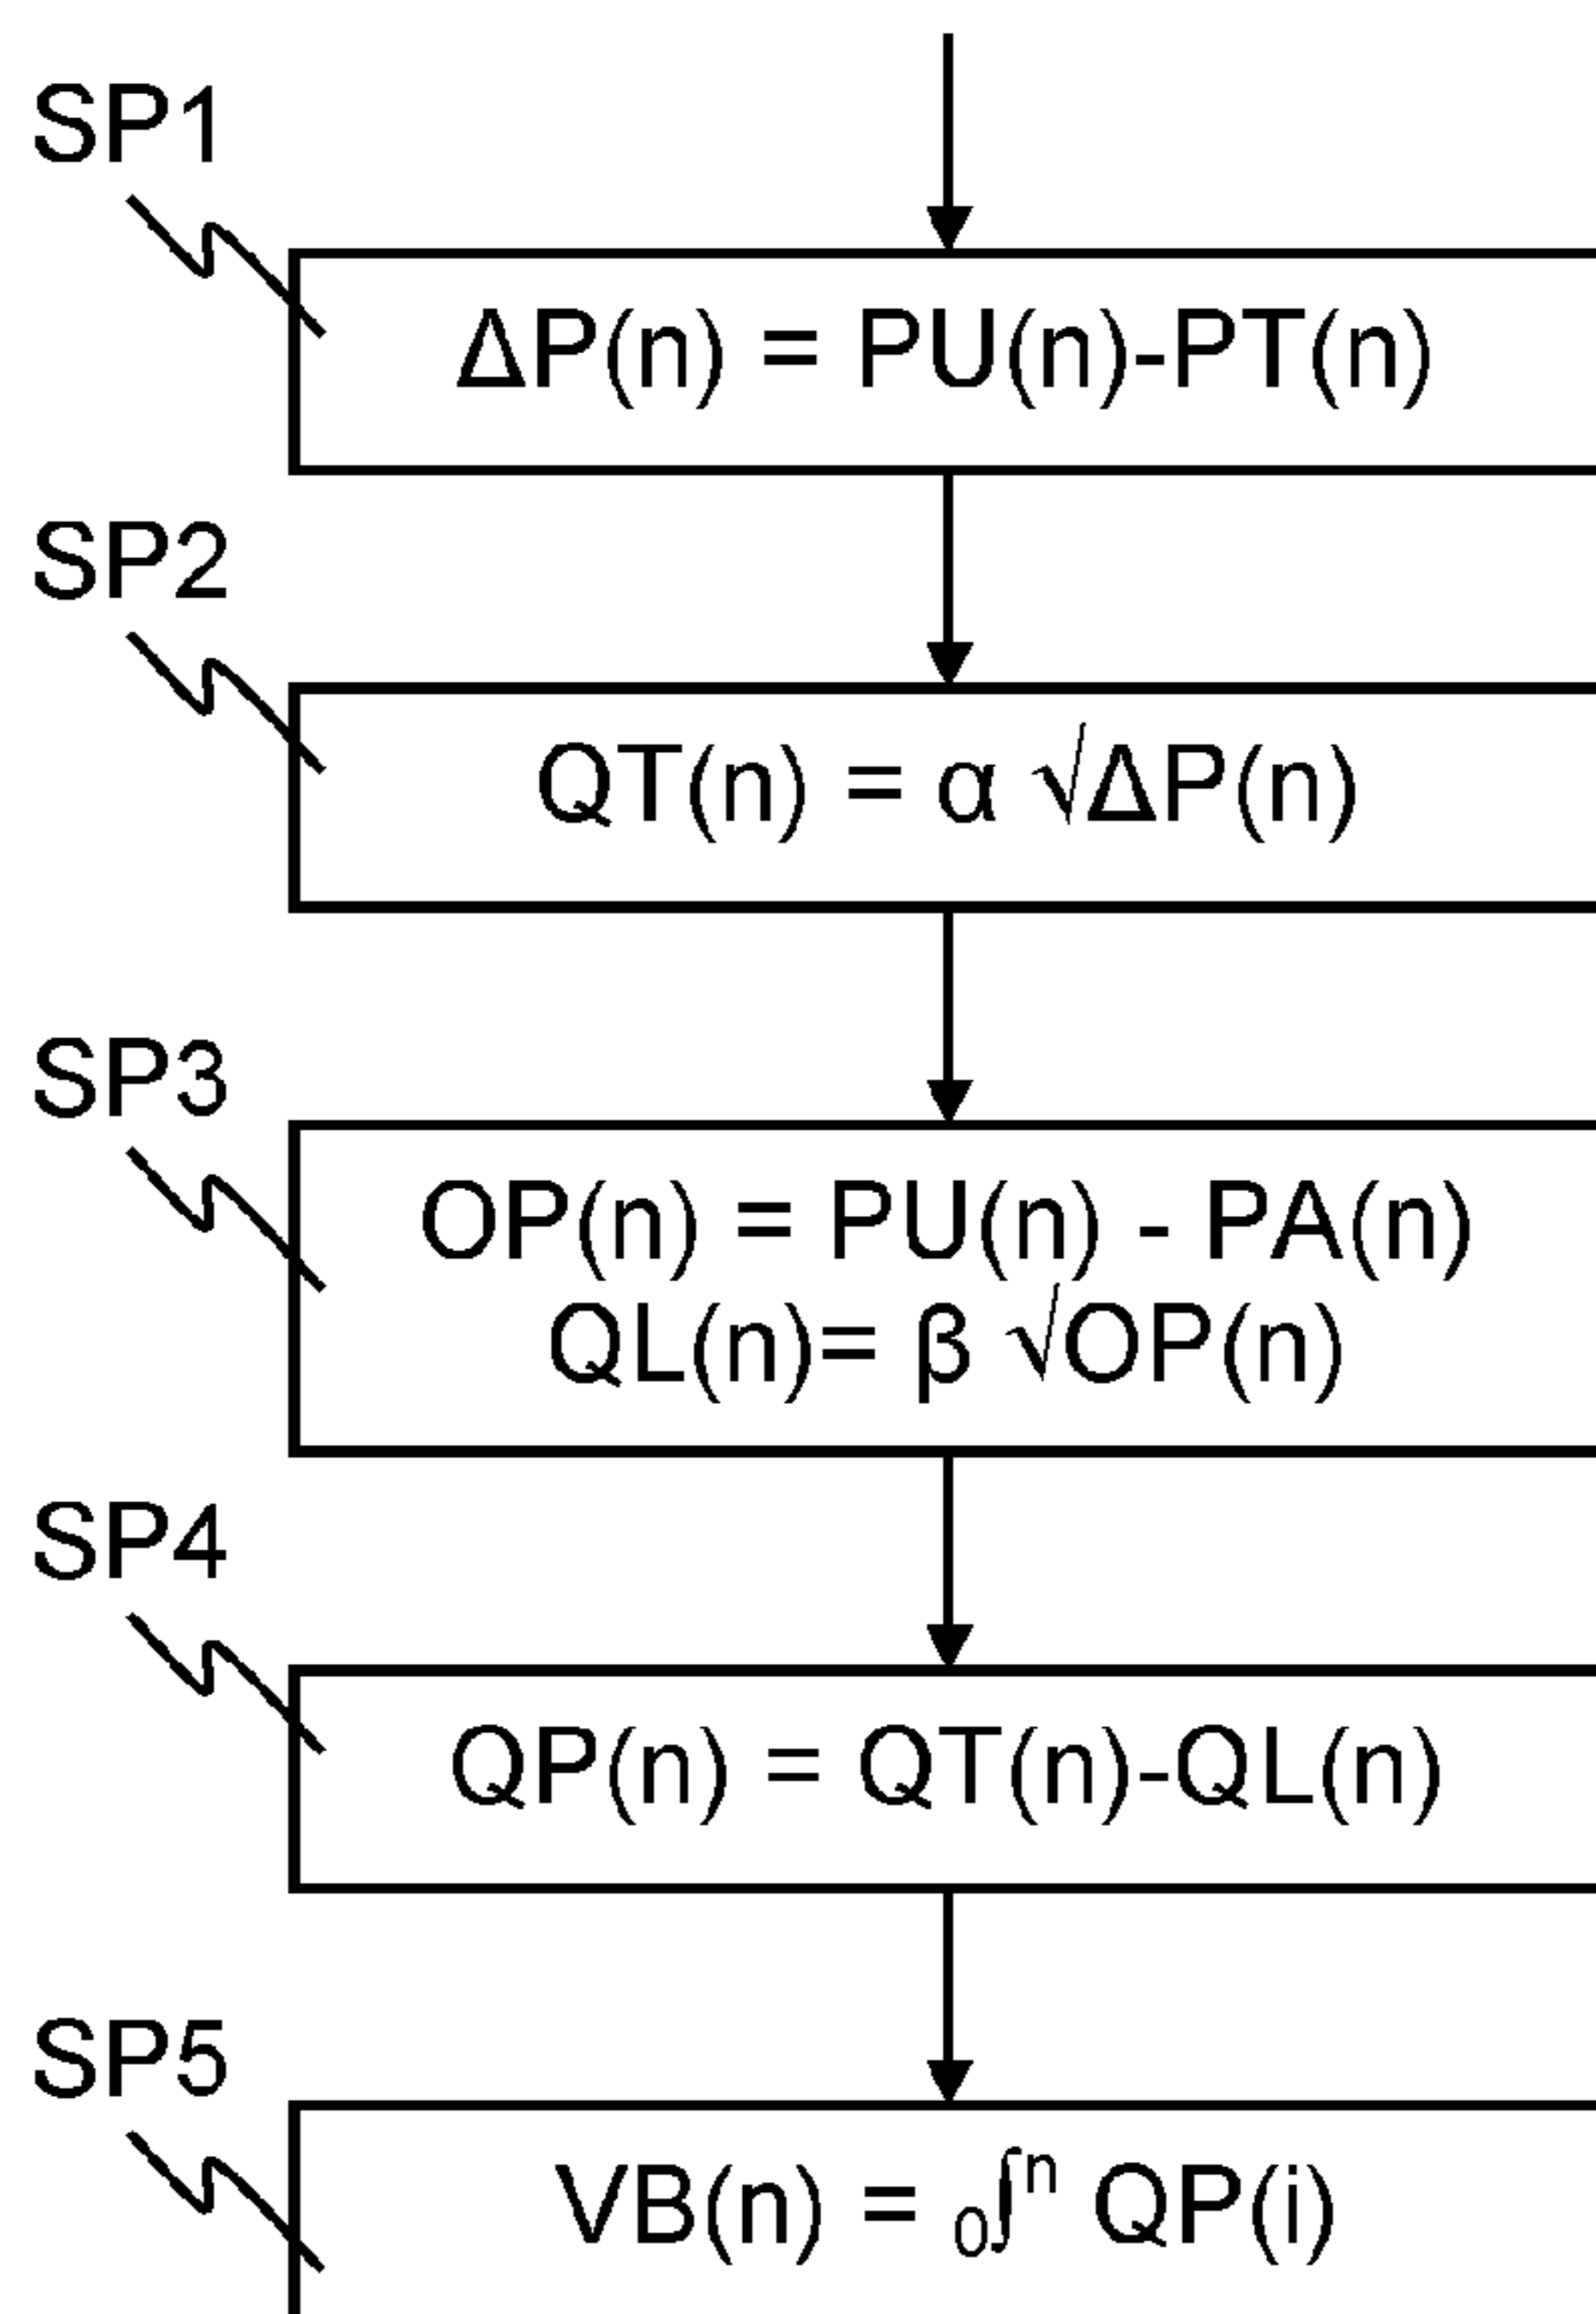 SP1
ΔP(n) = PU(n)-PT(n)
SP2
QT(n) = α √ΔP(n)
SP3
OP(n) = PU(n) - PA(n)
QL(n)= β √OP(n)
SP4
QP(n) = QT(n)-QL(n)
SP5
VB(n) = ₀∫ⁿ QP(i)